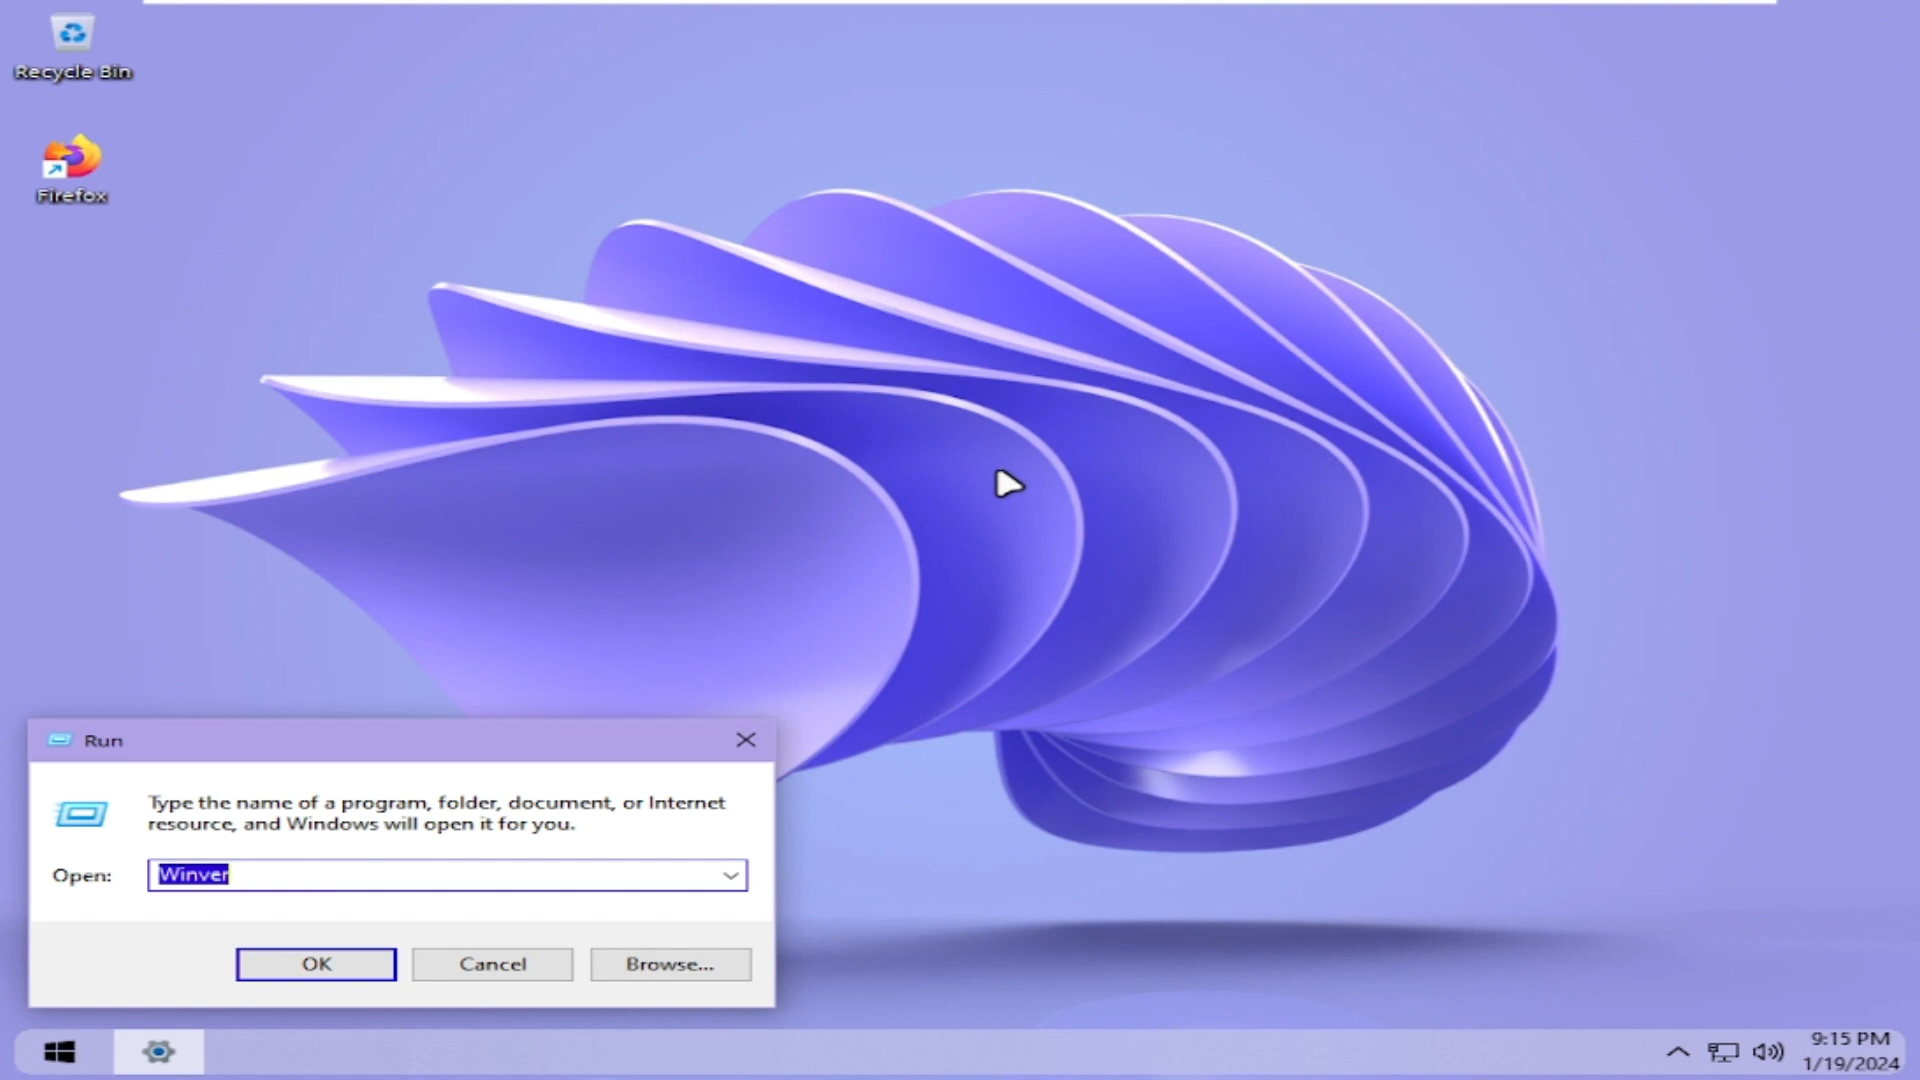 Recycle Bin
Firefox
Run
Type the name of a program, folder, document, or Internet
resource, and Windows will open it for you.
Open:
Winver
OK
Cancel
Browse...
9:15 PM
1/19/2024